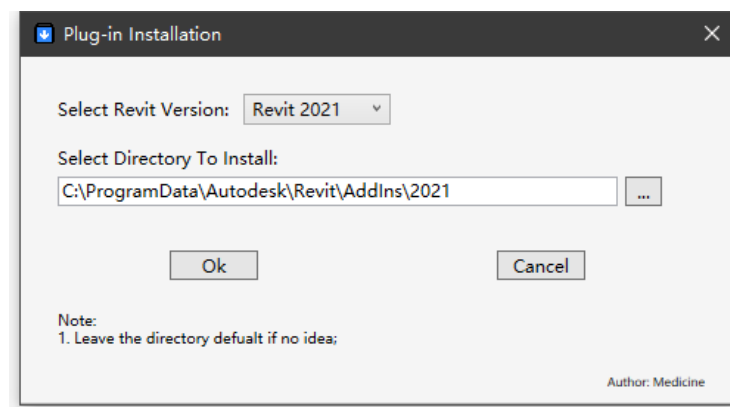 Plug-in Installation
Select Revit Version: Revit 2021
Select Directory To Install:
C:\ProgramData\Autodesk\Revit\AddIns\2021
...
Ok Cancel
Note:
1. Leave the directory defualt if no idea;
Author: Medicine